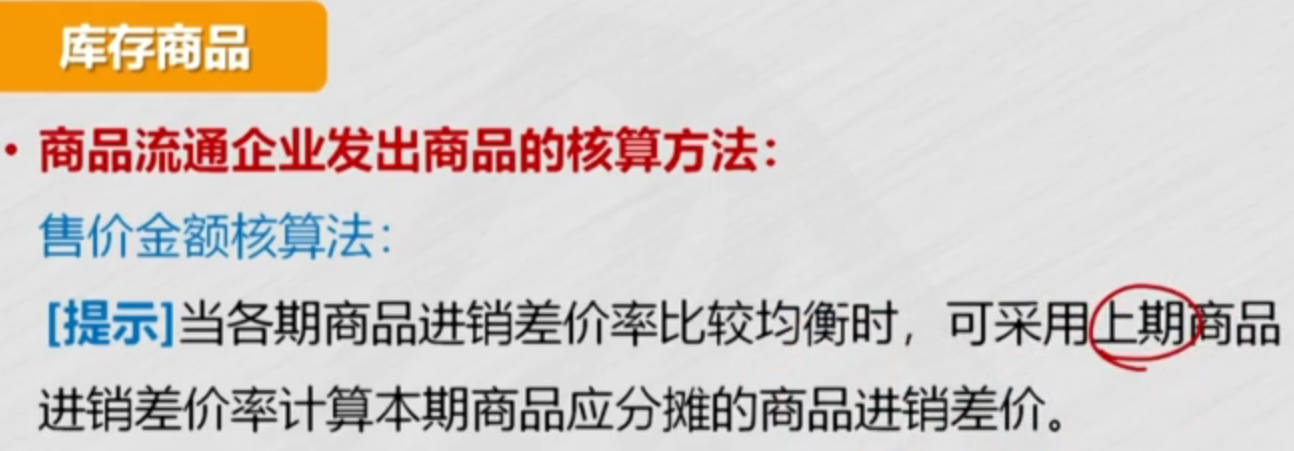 库存商品
• 商品流通企业发出商品的核算方法：
售价金额核算法：
[提示]当各期商品进销差价率比较均衡时，可采用上期商品
进销差价率计算本期商品应分摊的商品进销差价。